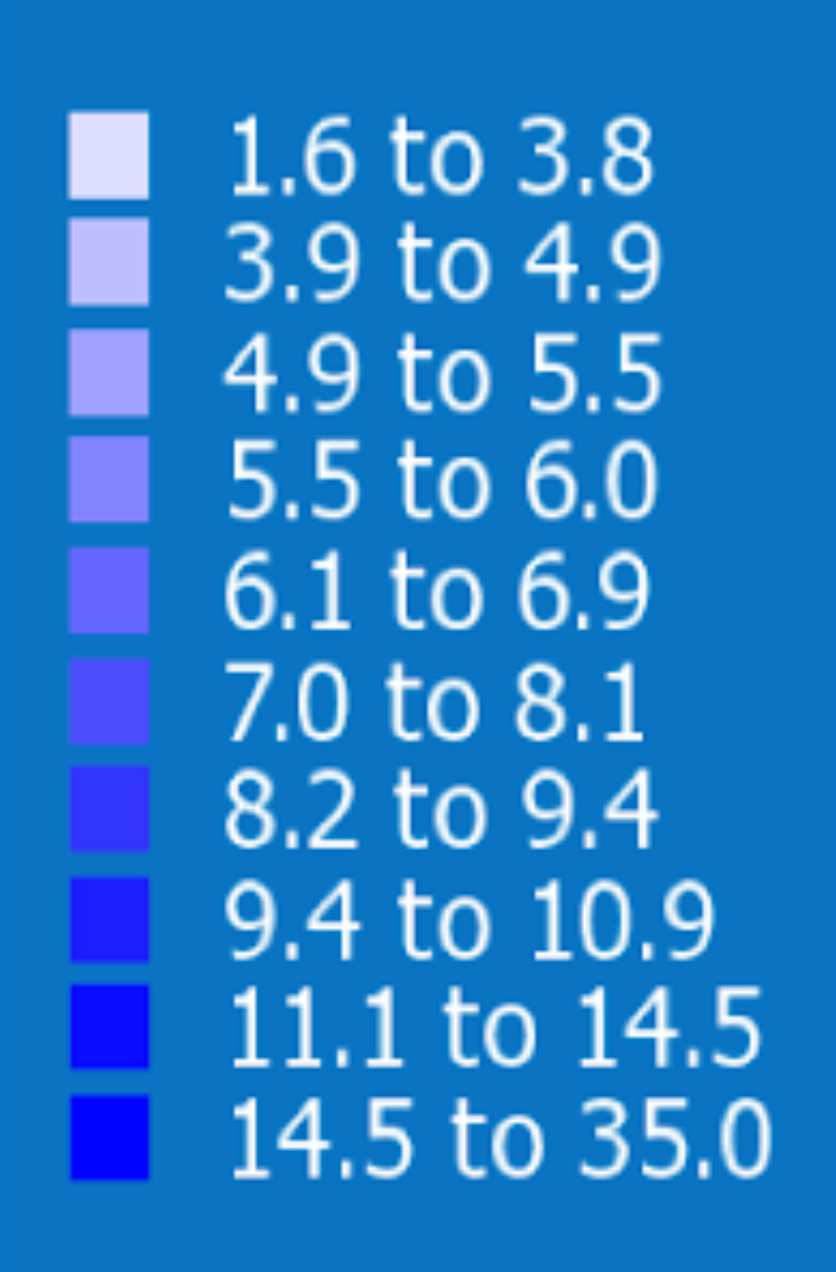 1.6 to 3.8
3.9 to 4.9
4.9 to 5.5
5.5 to 6.0
6.1 to 6.9
7.0 to 8.1
8.2 to 9.4
9.4 to 10.9
11.1 to 14.5
14.5 to 35.0